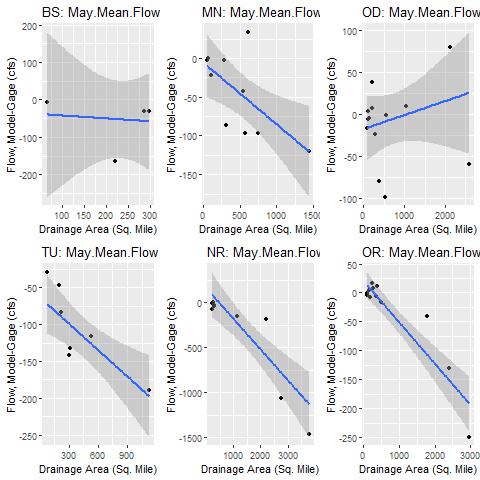 BS: May.Mean.Flow
Flow, Model-Gage (cfs)
200
100
0
-100
-200
100 150 200 250 300
Drainage Area (Sq. Mile)
MN: May.Mean.Flow
Flow, Model-Gage (cfs)
0
-50
-100
-150
0 500 1000 1500
Drainage Area (Sq. Mile)
OD: May.Mean.Flow
Flow, Model-Gage (cfs)
100
50
0
-50
-100
0 1000 2000
Drainage Area (Sq. Mile)
TU: May.Mean.Flow
Flow, Model-Gage (cfs)
-50
-100
-150
-200
-250
300 600 900
Drainage Area (Sq. Mile)
NR: May.Mean.Flow
Flow, Model-Gage (cfs)
0
-500
-1000
-1500
1000 2000 3000
Drainage Area (Sq. Mile)
OR: May.Mean.Flow
Flow, Model-Gage (cfs)
50
0
-50
-100
-150
-200
-250
0 1000 2000 3000
Drainage Area (Sq. Mile)